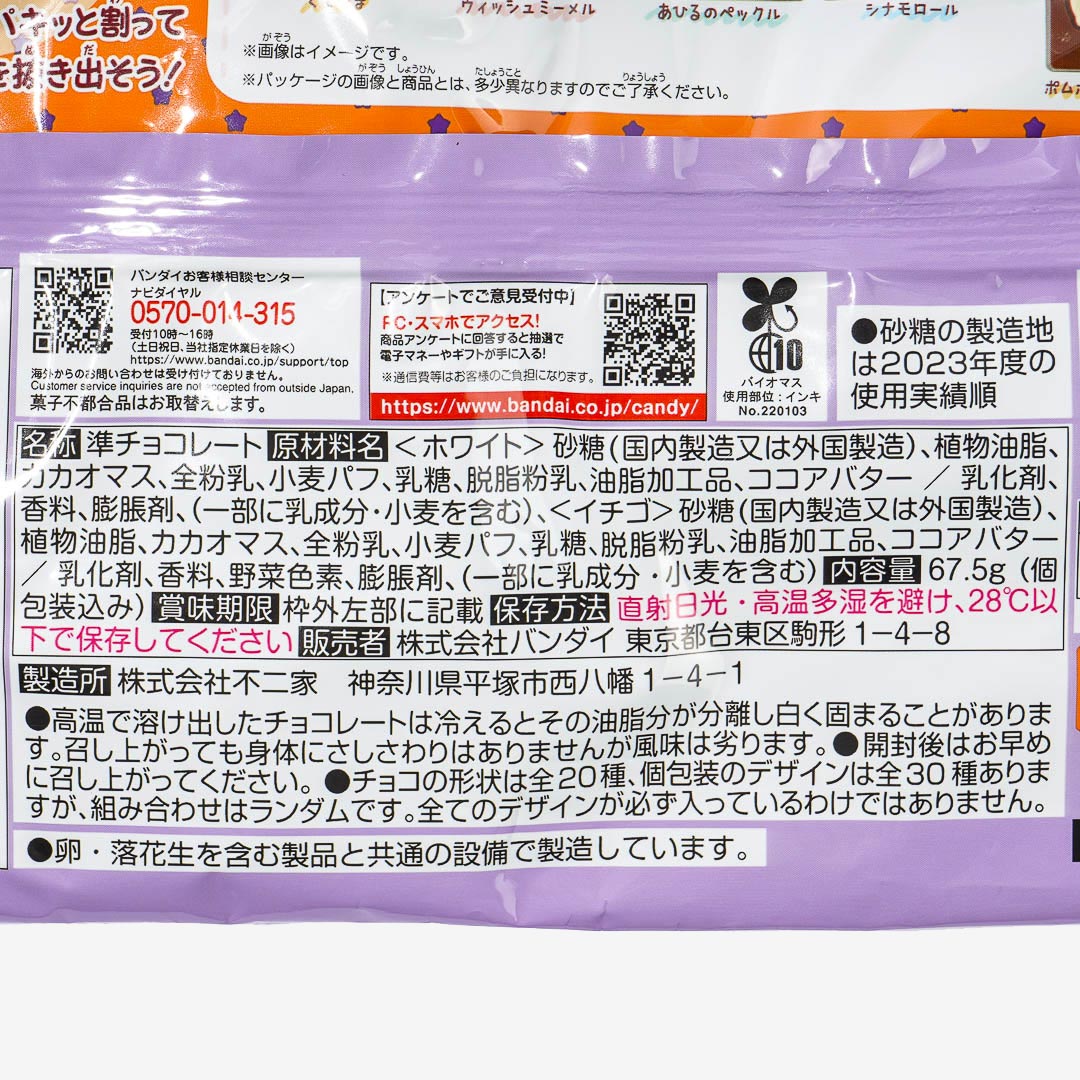 パキッと割って
を抜き出そう!
ウィッシュミーメル
あひるのペックル
シナモロール
※画像はイメージです。
※パッケージの画像と商品とは、多少異なりますのでご了承ください。
バンダイお客様相談センター
ナビダイヤル
0570-014-315
受付10時～16時
(土日祝日、当社指定休業日を除く)
https://www.bandai.co.jp/support/top
海外からのお問い合わせは受け付けておりません。
Customer service inquiries are not accepted from outside Japan.
菓子不都合品はお取替えします。
【アンケートでご意見受付中】
PC・スマホでアクセス!
商品アンケートに回答すると抽選で
電子マネーやギフトが手に入る!
※通信費等はお客様のご負担になります。
https://www.bandai.co.jp/candy/
10
バイオマス
使用部位:インキ
No.220103
●砂糖の製造地
は2023年度の
使用実績順
名称 準チョコレート 原材料名 <ホワイト> 砂糖(国内製造又は外国製造)、植物油脂、
カカオマス、全粉乳、小麦パフ、乳糖、脱脂粉乳、油脂加工品、ココアバター / 乳化剤、
香料、膨脹剤、(一部に乳成分・小麦を含む)、<イチゴ> 砂糖(国内製造又は外国製造)、
植物油脂、カカオマス、全粉乳、小麦パフ、乳糖、脱脂粉乳、油脂加工品、ココアバター
/ 乳化剤、香料、野菜色素、膨脹剤、(一部に乳成分・小麦を含む) 内容量 67.5g (個
包装込み) 賞味期限 枠外左部に記載 保存方法 直射日光・高温多湿を避け、28℃以
下で保存してください 販売者 株式会社バンダイ 東京都台東区駒形1-4-8
製造所 株式会社不二家 神奈川県平塚市西八幡1-4-1
●高温で溶け出したチョコレートは冷えるとその油脂分が分離し白く固まることがありま
す。召し上がっても身体にさしさわりはありませんが風味は劣ります。●開封後はお早め
に召し上がってください。●チョコの形状は全20種、個包装のデザインは全30種ありま
すが、組み合わせはランダムです。全てのデザインが必ず入っているわけではありません。
●卵・落花生を含む製品と共通の設備で製造しています。